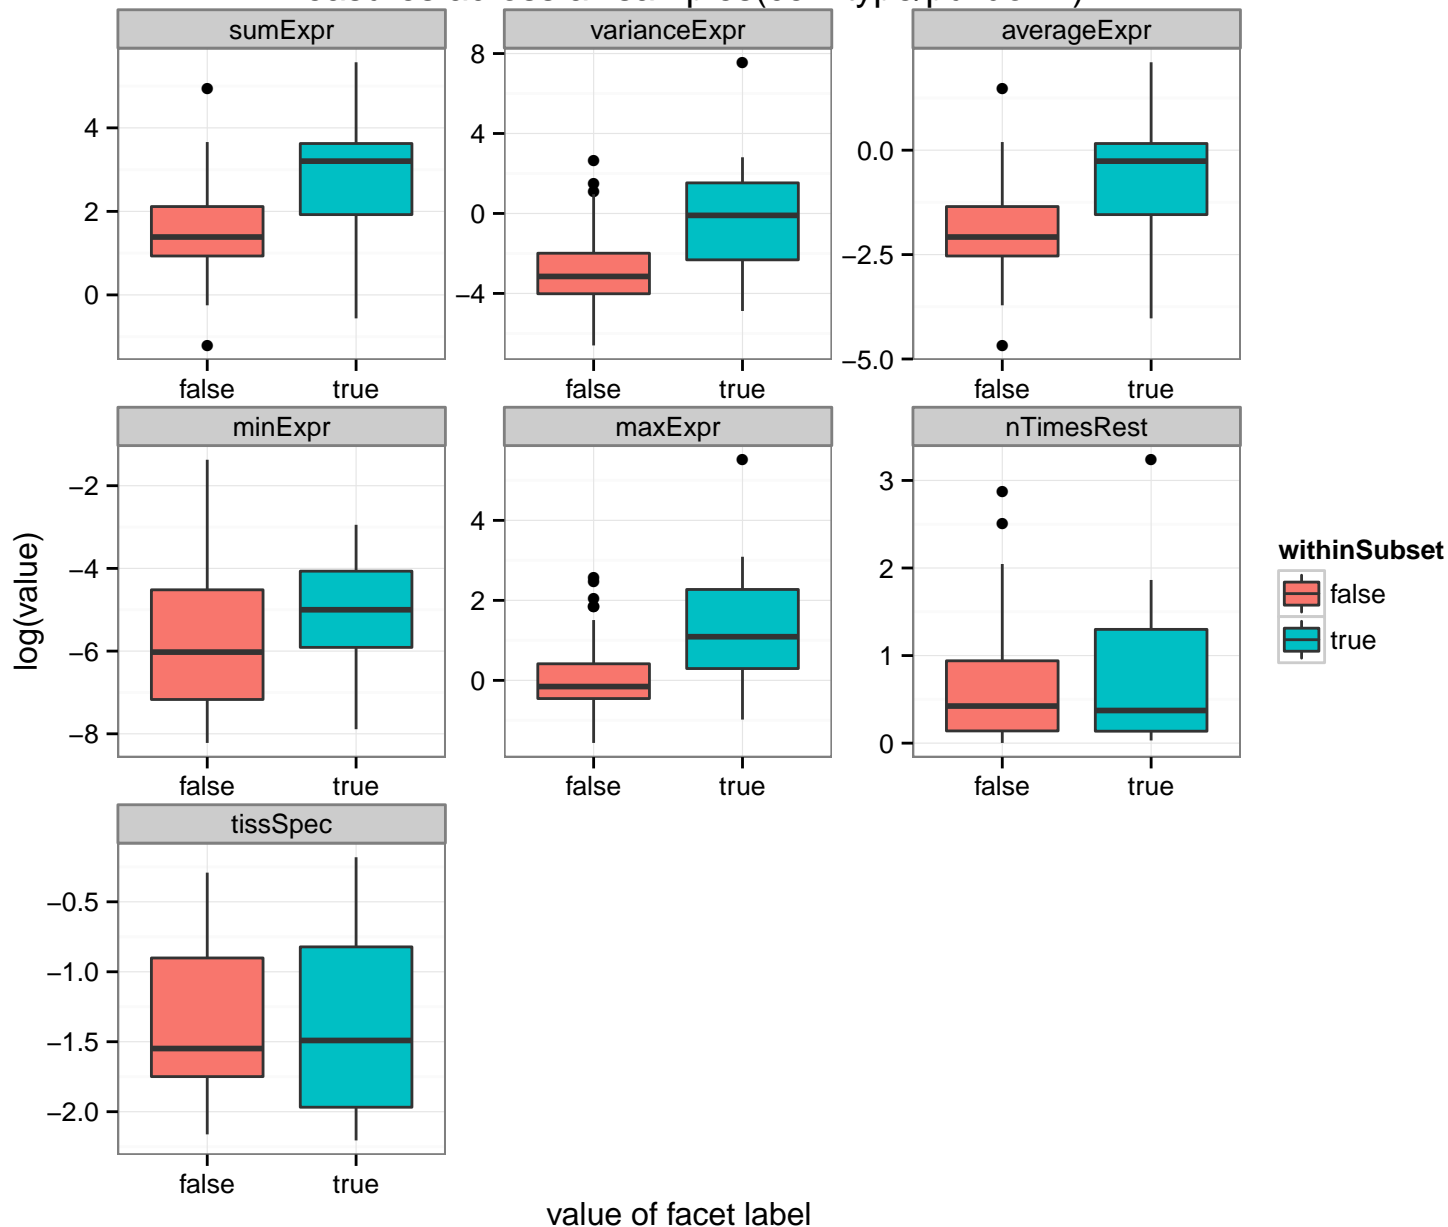 sumExpr varianceExpr averageExpr
8
4 4 0.0
2 0 −2.5
0 −4 −5.0
false true false true false true
minExpr maxExpr nTimesRest
−2 4 3
−4 2 2
−6 0 1
−8 0
false true false true false true
tissSpec
−0.5
−1.0
−1.5
−2.0
false true
log(value)
value of facet label
withinSubset
false
true